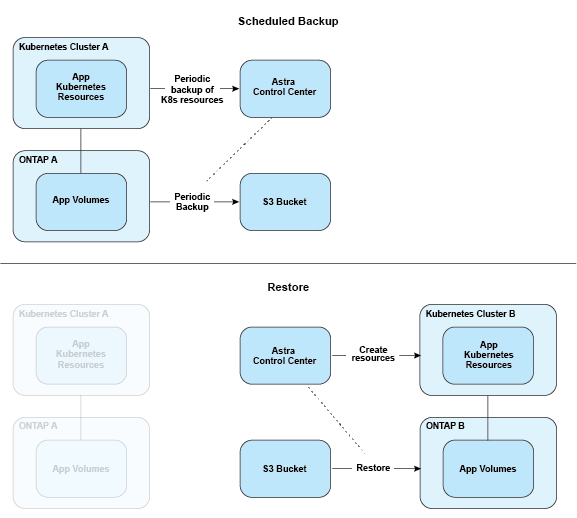 Scheduled Backup
Kubernetes Cluster A
App
Kubernetes
Resources
Periodic
backup of
K8s resources
Astra
Control Center
ONTAP A
App Volumes
Periodic
Backup
S3 Bucket
Restore
Kubernetes Cluster A
App
Kubernetes
Resources
Astra
Control Center
Create
resources
Kubernetes Cluster B
App
Kubernetes
Resources
ONTAP A
App Volumes
S3 Bucket
Restore
ONTAP B
App Volumes